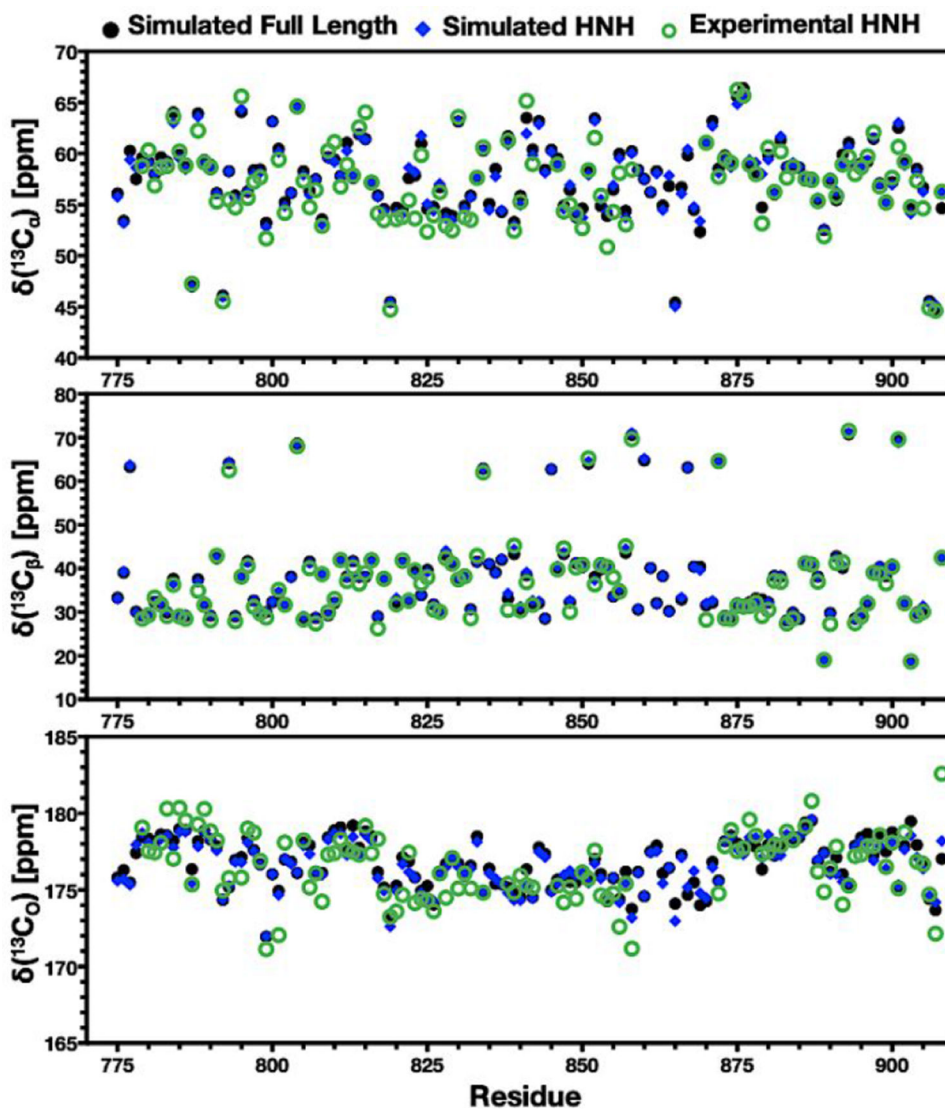 Simulated Full Length Simulated HNH Experimental HNH
70
65
60
55
50
45
40
δ(¹³Cα) [ppm]
775 800 825 850 875 900
80
70
60
50
40
30
20
10
δ(¹³Cβ) [ppm]
775 800 825 850 875 900
185
180
175
170
165
δ(¹³CO) [ppm]
775 800 825 850 875 900
Residue